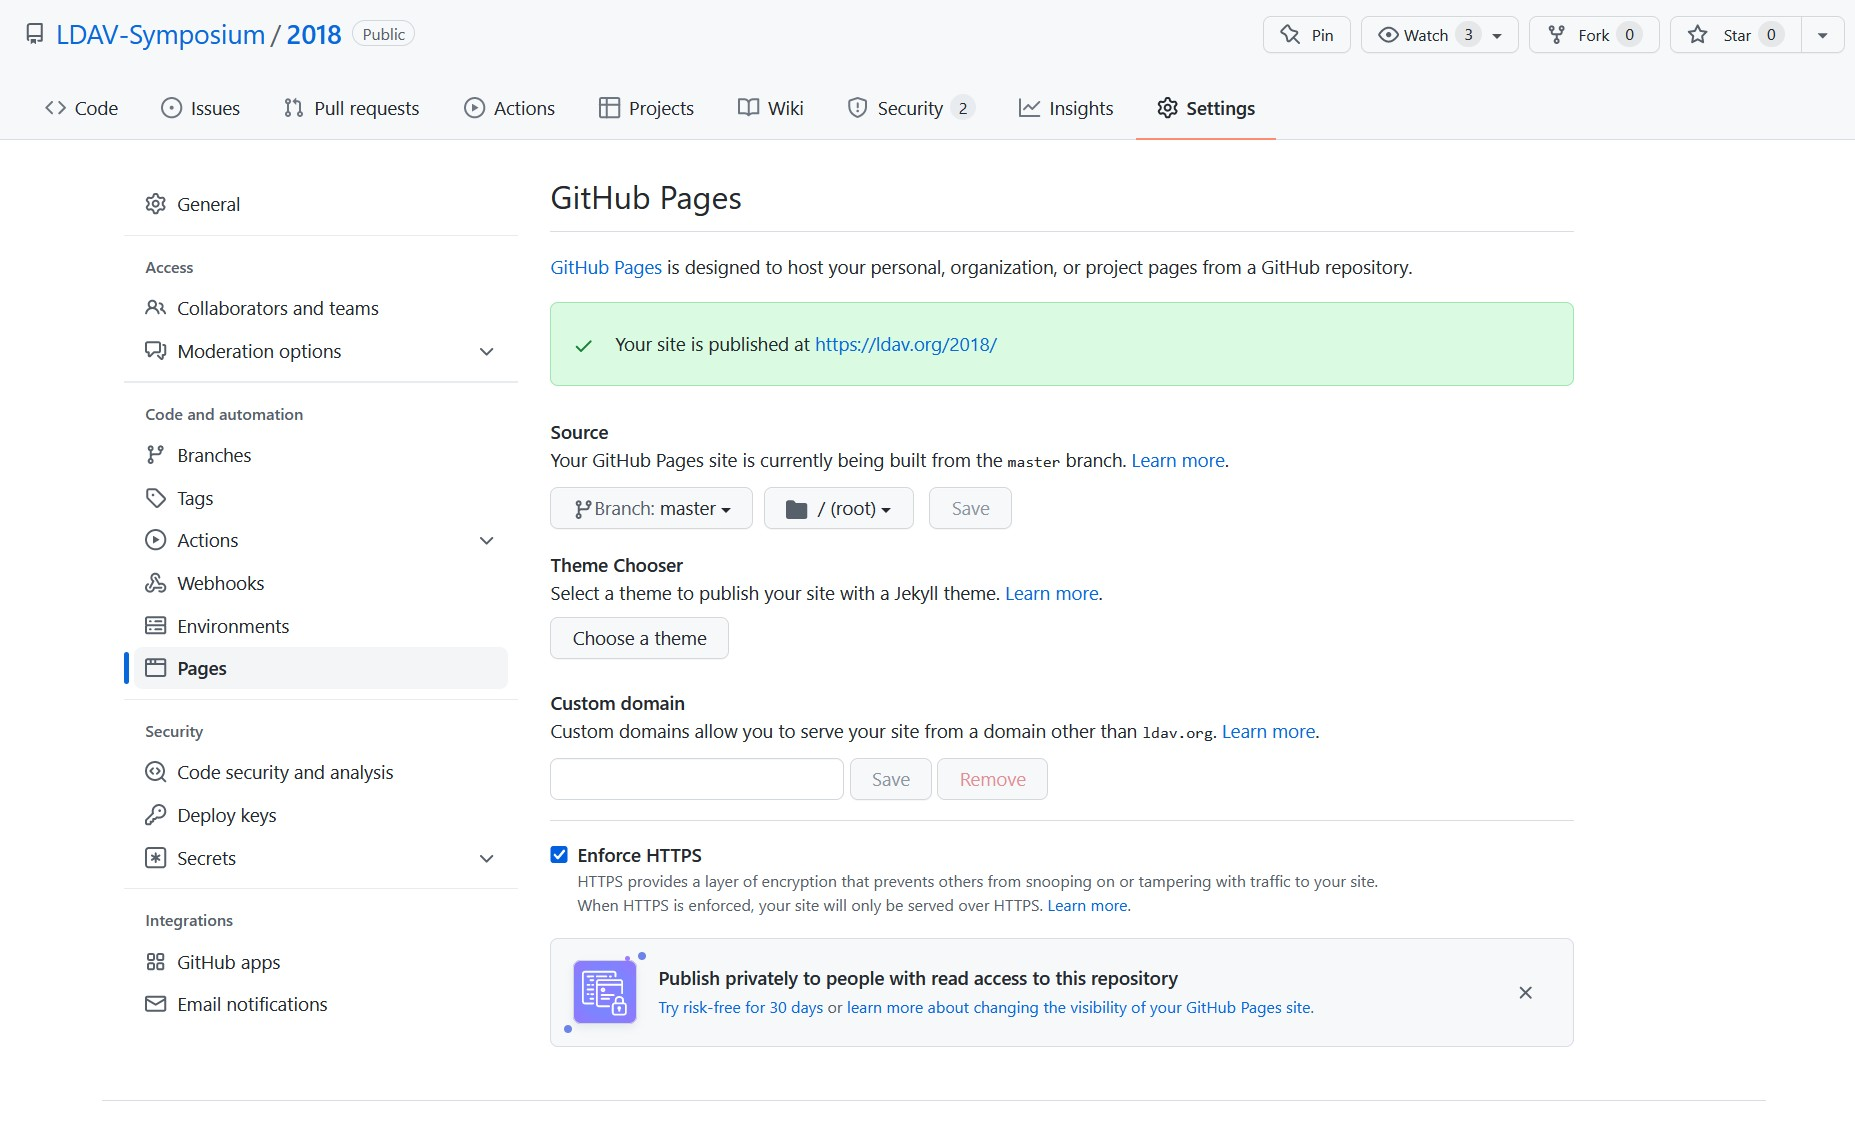 LDAV-Symposium / 2018 Public
Pin
Watch 3
Fork 0
Star 0
Code
Issues
Pull requests
Actions
Projects
Wiki
Security 2
Insights
Settings
General
Access
Collaborators and teams
Moderation options
Code and automation
Branches
Tags
Actions
Webhooks
Environments
Pages
Security
Code security and analysis
Deploy keys
Secrets
Integrations
GitHub apps
Email notifications
GitHub Pages
GitHub Pages is designed to host your personal, organization, or project pages from a GitHub repository.
Your site is published at https://ldav.org/2018/
Source
Your GitHub Pages site is currently being built from the master branch. Learn more.
Branch: master
/ (root)
Save
Theme Chooser
Select a theme to publish your site with a Jekyll theme. Learn more.
Choose a theme
Custom domain
Custom domains allow you to serve your site from a domain other than ldav.org. Learn more.
Save
Remove
Enforce HTTPS
HTTPS provides a layer of encryption that prevents others from snooping on or tampering with traffic to your site.
When HTTPS is enforced, your site will only be served over HTTPS. Learn more.
Publish privately to people with read access to this repository
Try risk-free for 30 days or learn more about changing the visibility of your GitHub Pages site.